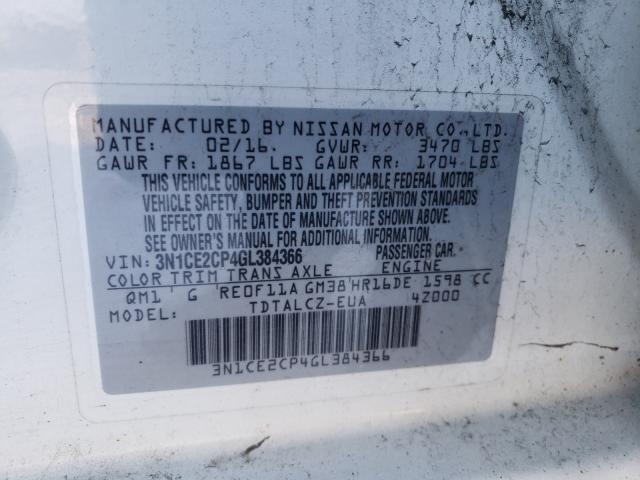 MANUFACTURED BY NISSAN MOTOR CO., LTD.
DATE: 02/16. GVWR: 3470 LBS
GAWR FR: 1867 LBS GAWR RR: 1704 LBS
THIS VEHICLE CONFORMS TO ALL APPLICABLE FEDERAL MOTOR
VEHICLE SAFETY, BUMPER AND THEFT PREVENTION STANDARDS
IN EFFECT ON THE DATE OF MANUFACTURE SHOWN ABOVE.
SEE OWNER'S MANUAL FOR ADDITIONAL INFORMATION.
VIN: 3N1CE2CP4GL384366 PASSENGER CAR
COLOR TRIM TRANS AXLE ENGINE
QM1 G RE0F11A GM38 HR16DE 1598 CC
MODEL: TDTALCZ-EUA 4Z000
3N1CE2CP4GL384366